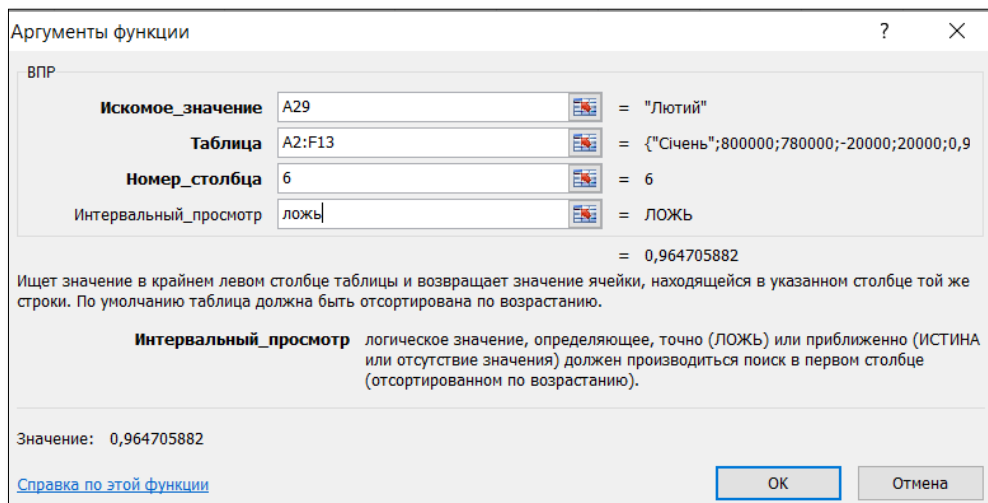 Аргументы функции ? ×
ВПР
Искомое_значение A29 = "Лютий"
Таблица A2:F13 = {"Січень";800000;780000;-20000;20000;0,9
Номер_столбца 6 = 6
Интервальный_просмотр ложь = ЛОЖЬ
= 0,964705882
Ищет значение в крайнем левом столбце таблицы и возвращает значение ячейки, находящейся в указанном столбце той же
строки. По умолчанию таблица должна быть отсортирована по возрастанию.
Интервальный_просмотр логическое значение, определяющее, точно (ЛОЖЬ) или приближенно (ИСТИНА
или отсутствие значения) должен производиться поиск в первом столбце
(отсортированном по возрастанию).
Значение: 0,964705882
Справка по этой функции ОК Отмена